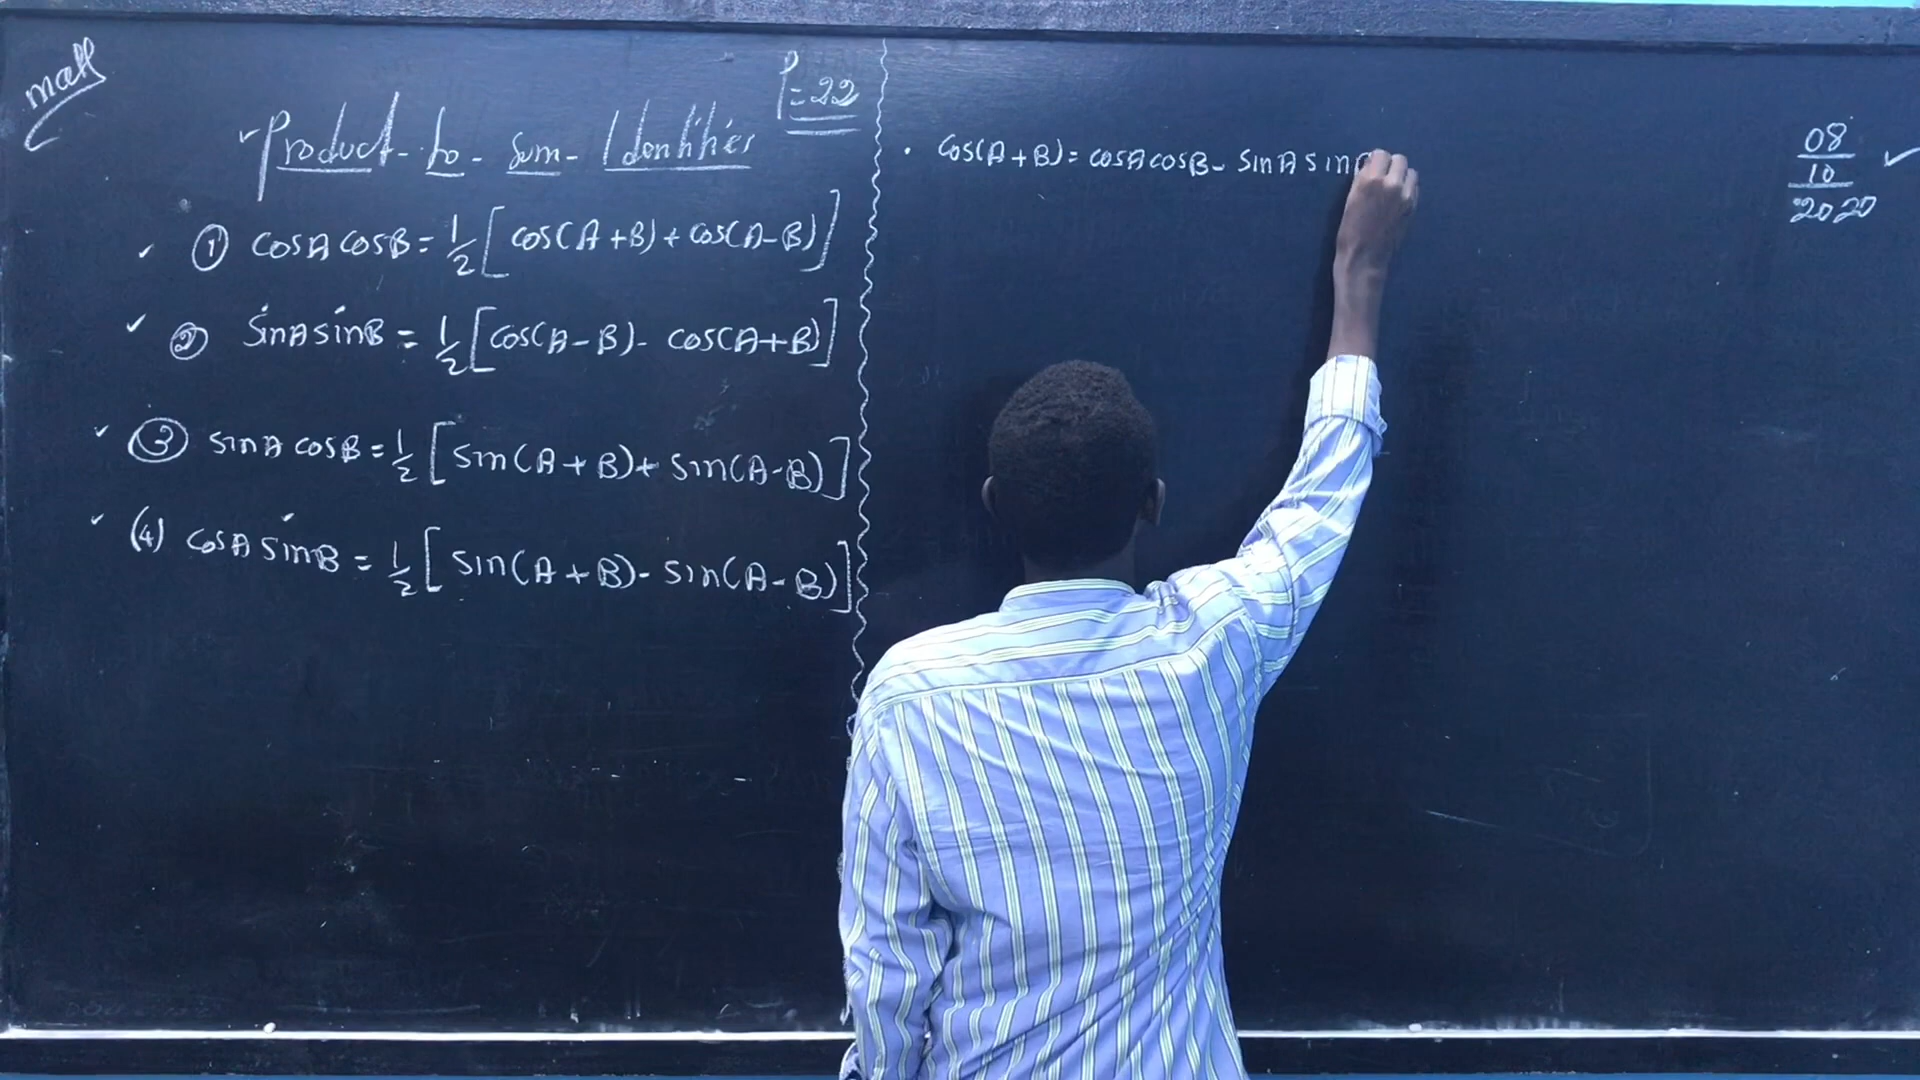 math
P=22
Product-to-sum-Identities
① cosA cosB = 1/2 [cos(A+B) + cos(A-B)]
② sinA sinB = 1/2 [cos(A-B) - cos(A+B)]
③ sinA cosB = 1/2 [sin(A+B) + sin(A-B)]
(4) cosA sinB = 1/2 [sin(A+B) - sin(A-B)]
• cos(A+B) = cosA cosB - sinA sin
08
10
2020